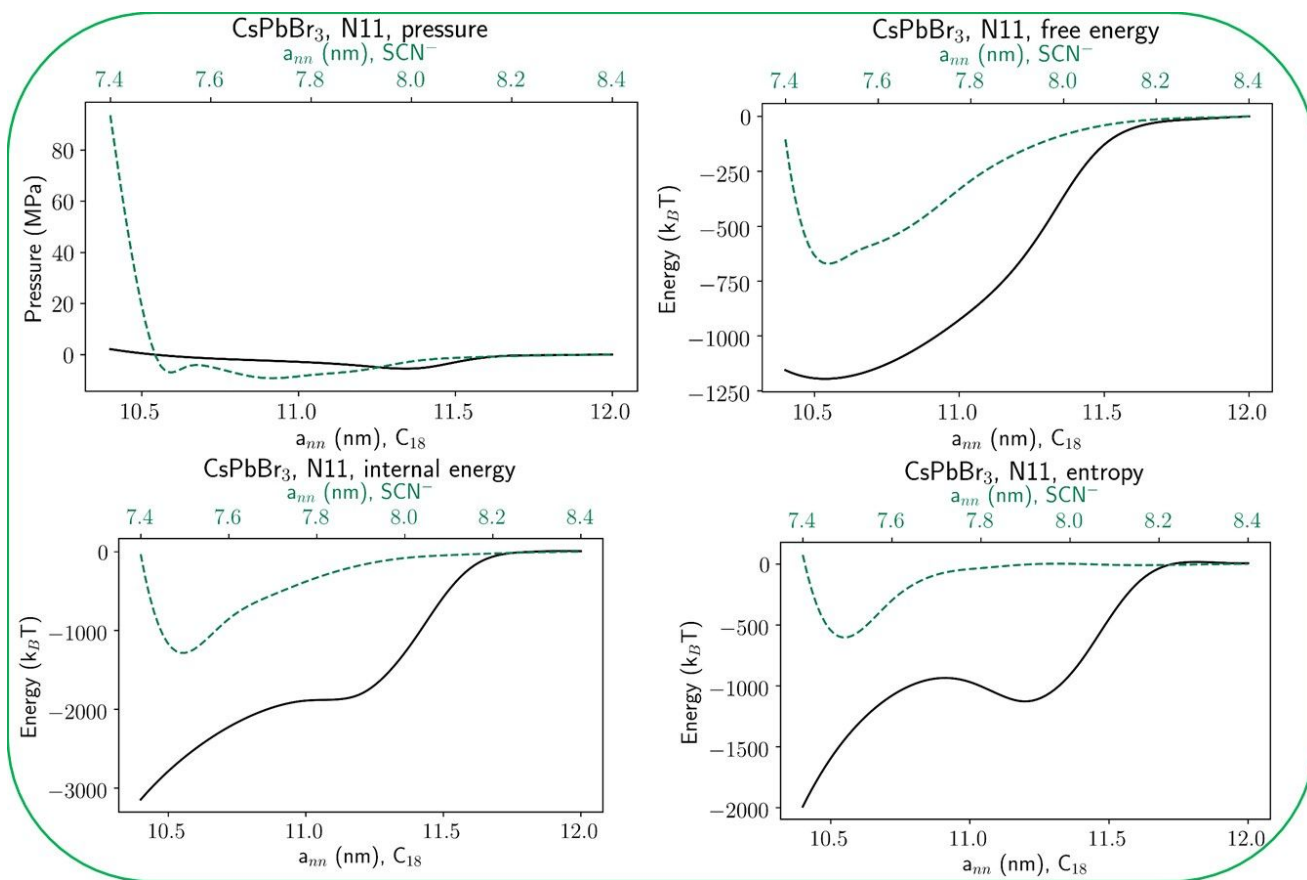 CsPbBr₃, N11, pressure
aₙₙ (nm), SCN⁻
7.4 7.6 7.8 8.0 8.2 8.4
Pressure (MPa)
80
60
40
20
0
10.5 11.0 11.5 12.0
aₙₙ (nm), C₁₈
CsPbBr₃, N11, free energy
aₙₙ (nm), SCN⁻
7.4 7.6 7.8 8.0 8.2 8.4
Energy (k_BT)
0
−250
−500
−750
−1000
−1250
10.5 11.0 11.5 12.0
aₙₙ (nm), C₁₈
CsPbBr₃, N11, internal energy
aₙₙ (nm), SCN⁻
7.4 7.6 7.8 8.0 8.2 8.4
Energy (k_BT)
0
−1000
−2000
−3000
10.5 11.0 11.5 12.0
aₙₙ (nm), C₁₈
CsPbBr₃, N11, entropy
aₙₙ (nm), SCN⁻
7.4 7.6 7.8 8.0 8.2 8.4
Energy (k_BT)
0
−500
−1000
−1500
−2000
10.5 11.0 11.5 12.0
aₙₙ (nm), C₁₈